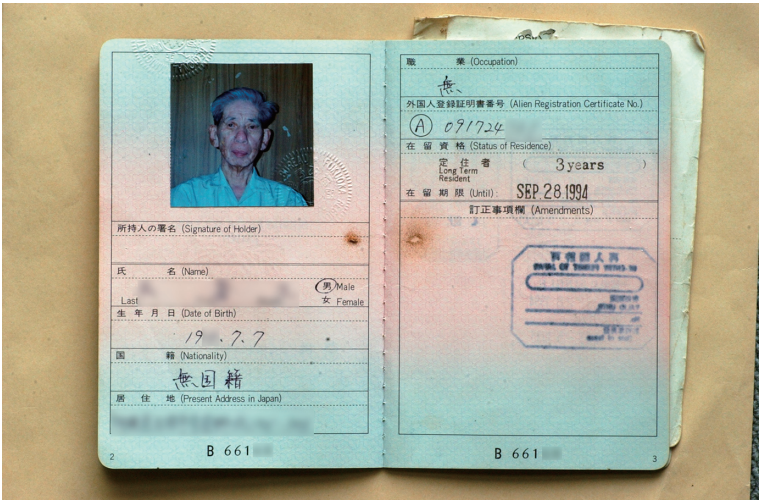 所持人の署名 (Signature of Holder)
氏 名 (Name)
男 Male
Last
女 Female
生年月日 (Date of Birth)
19 .7.7
国 籍 (Nationality)
無国籍
居 住 地 (Present Address in Japan)
B 661
2
職 業 (Occupation)
無
外国人登録証明書番号 (Alien Registration Certificate No.)
A 091724
在留資格 (Status of Residence)
定住者
Long Term
Resident
( 3 years )
在留期限 (Until): SEP. 28. 1994
訂正事項欄 (Amendments)
B 661
3